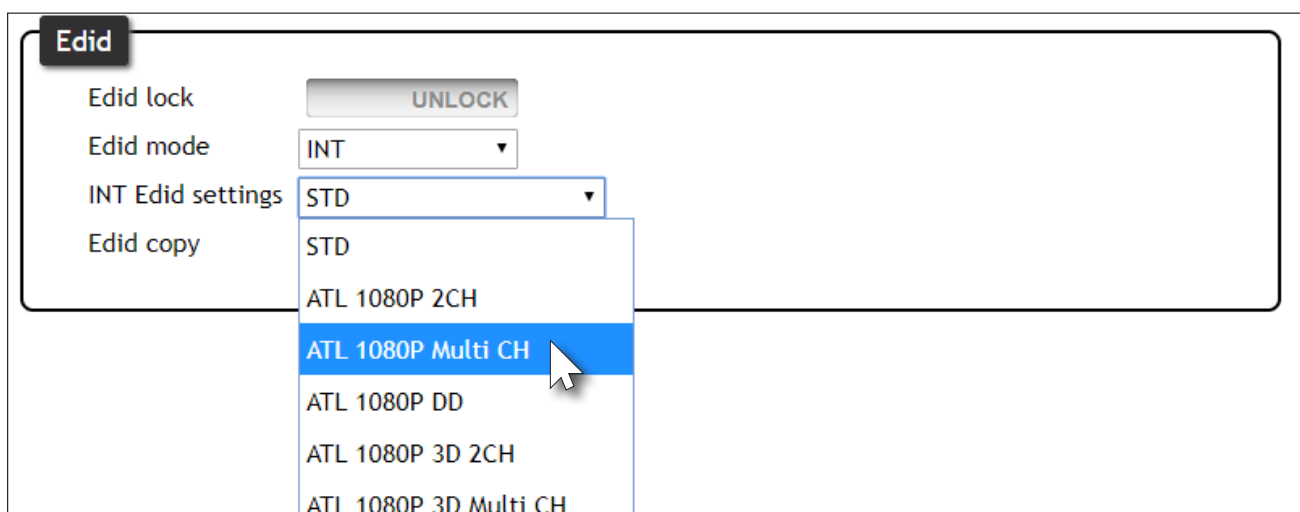 Edid
Edid lock UNLOCK
Edid mode INT
INT Edid settings STD
Edid copy STD
ATL 1080P 2CH
ATL 1080P Multi CH
ATL 1080P DD
ATL 1080P 3D 2CH
ATL 1080P 3D Multi CH